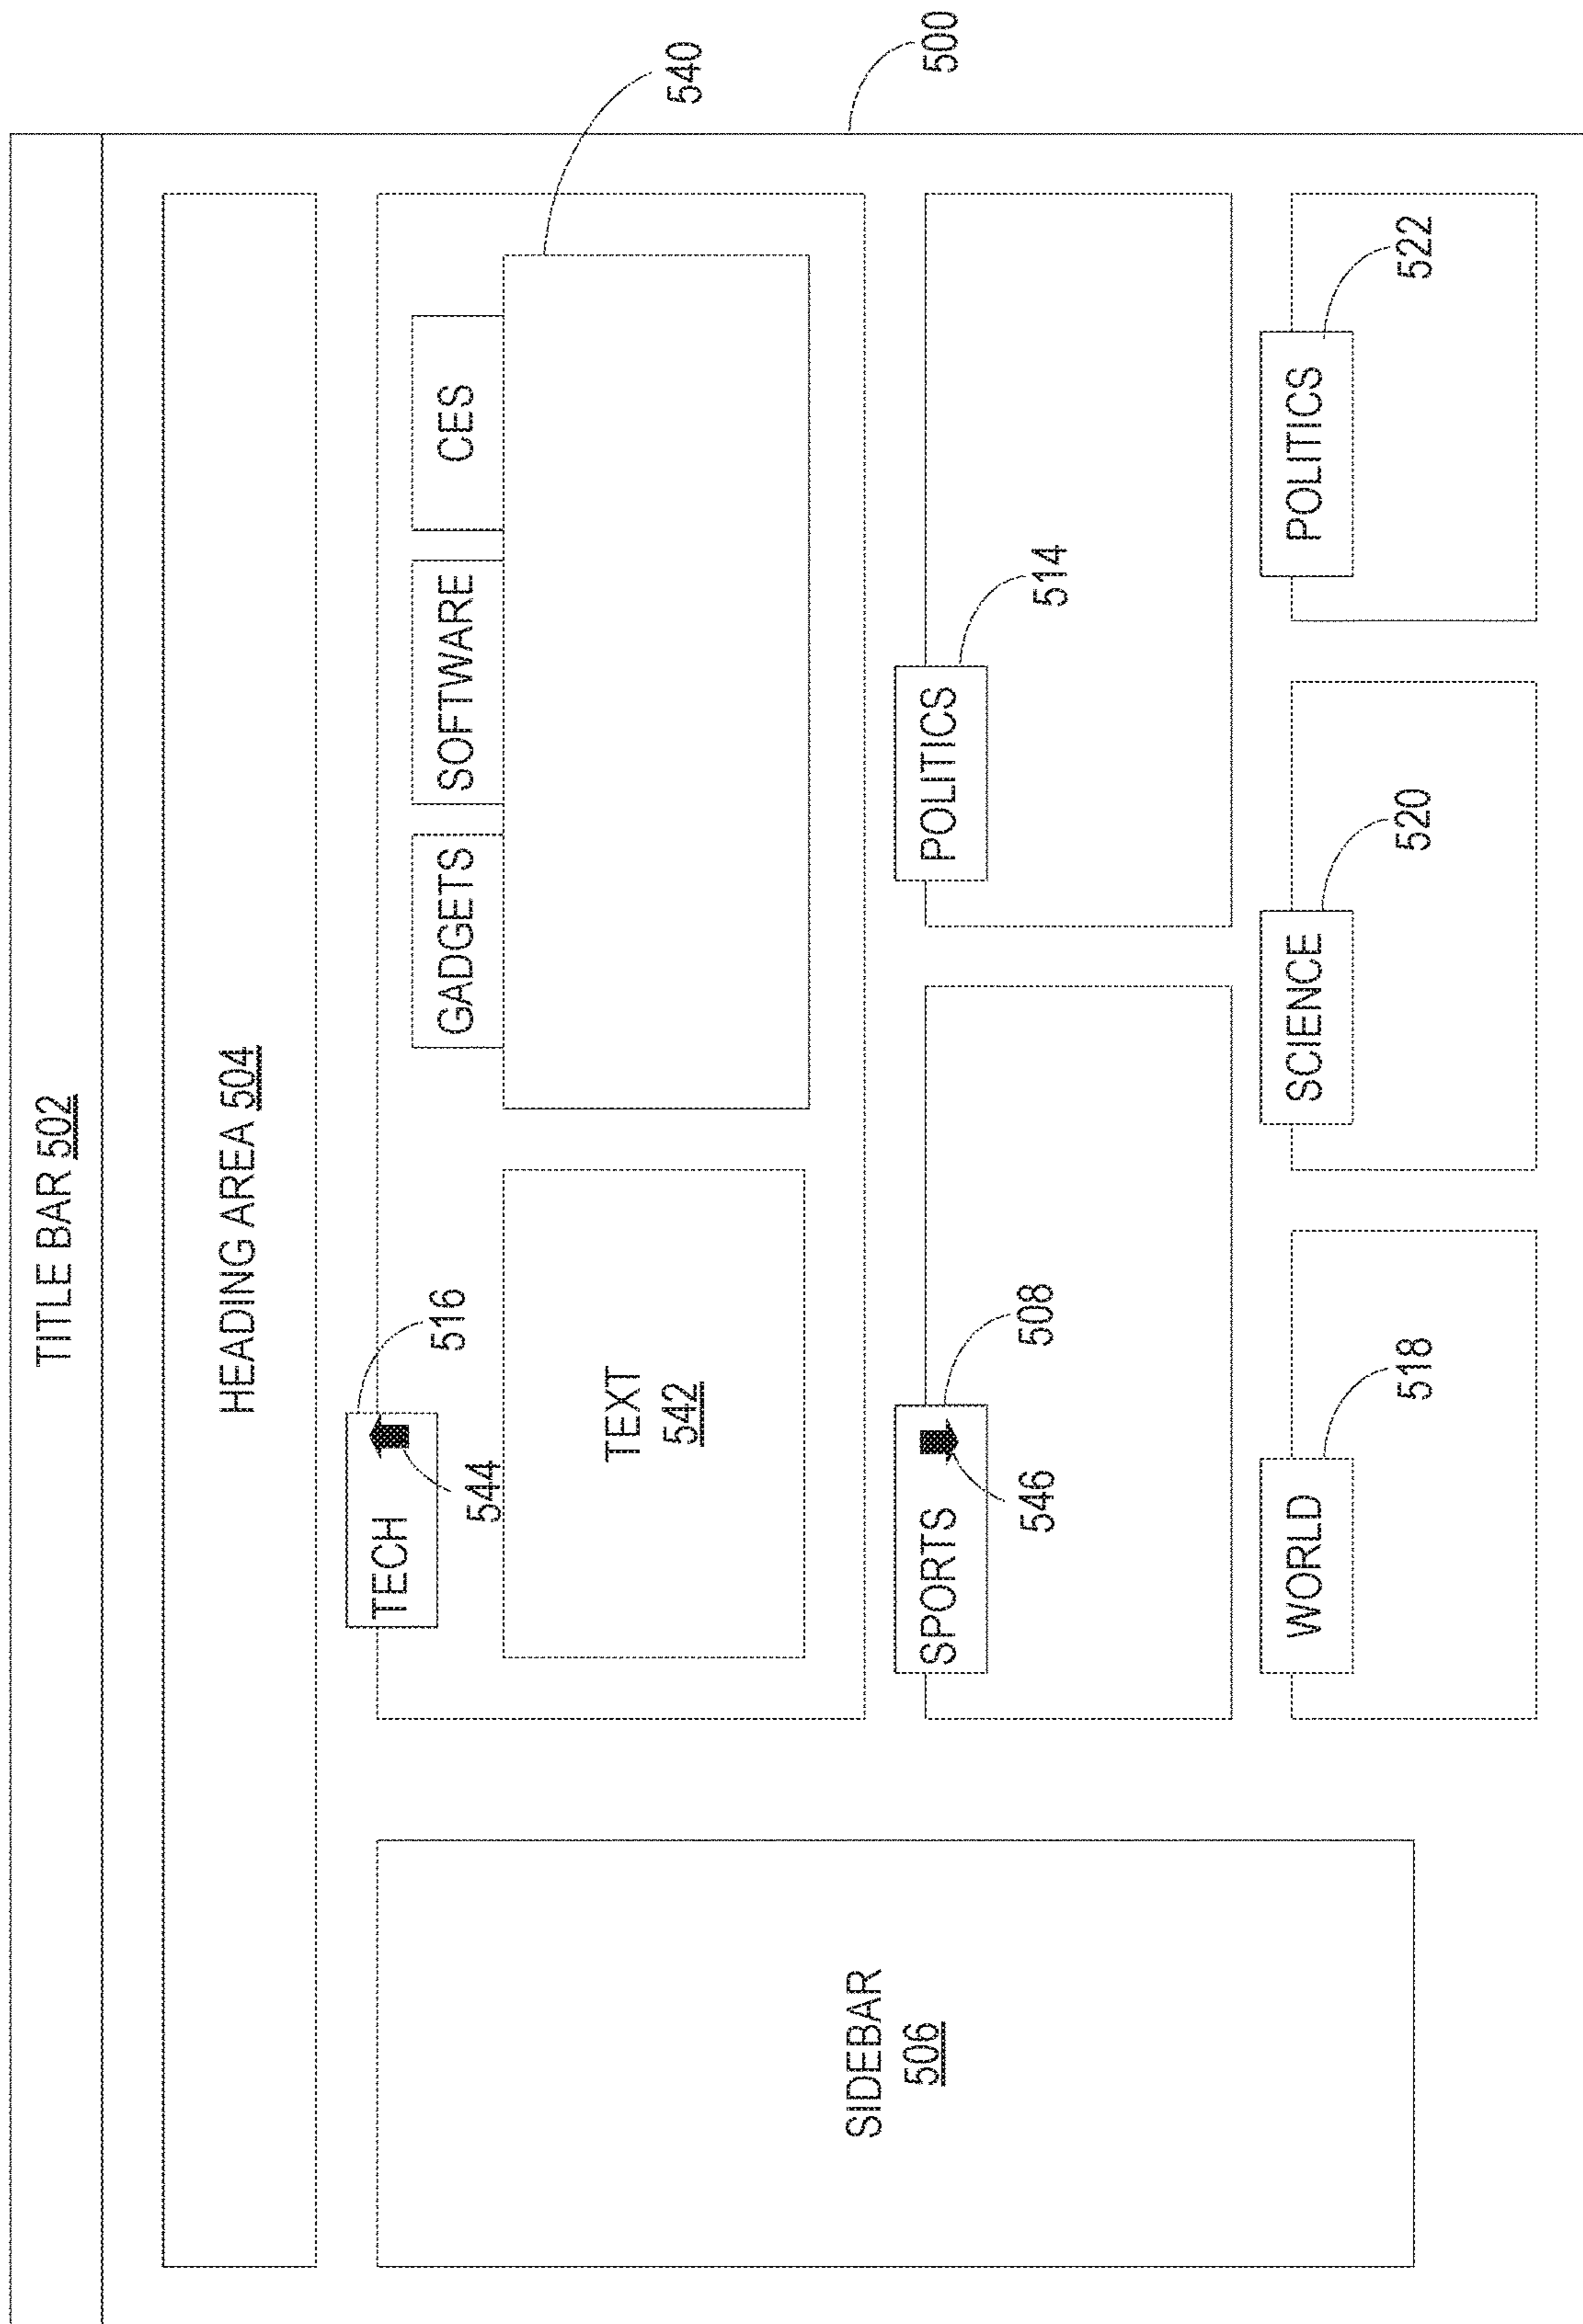 TITLE BAR 502
HEADING AREA 504
TECH
516
544
GADGETS
SOFTWARE
CES
540
TEXT
542
500
SIDEBAR
506
SPORTS
508
546
POLITICS
514
WORLD
518
SCIENCE
520
POLITICS
522